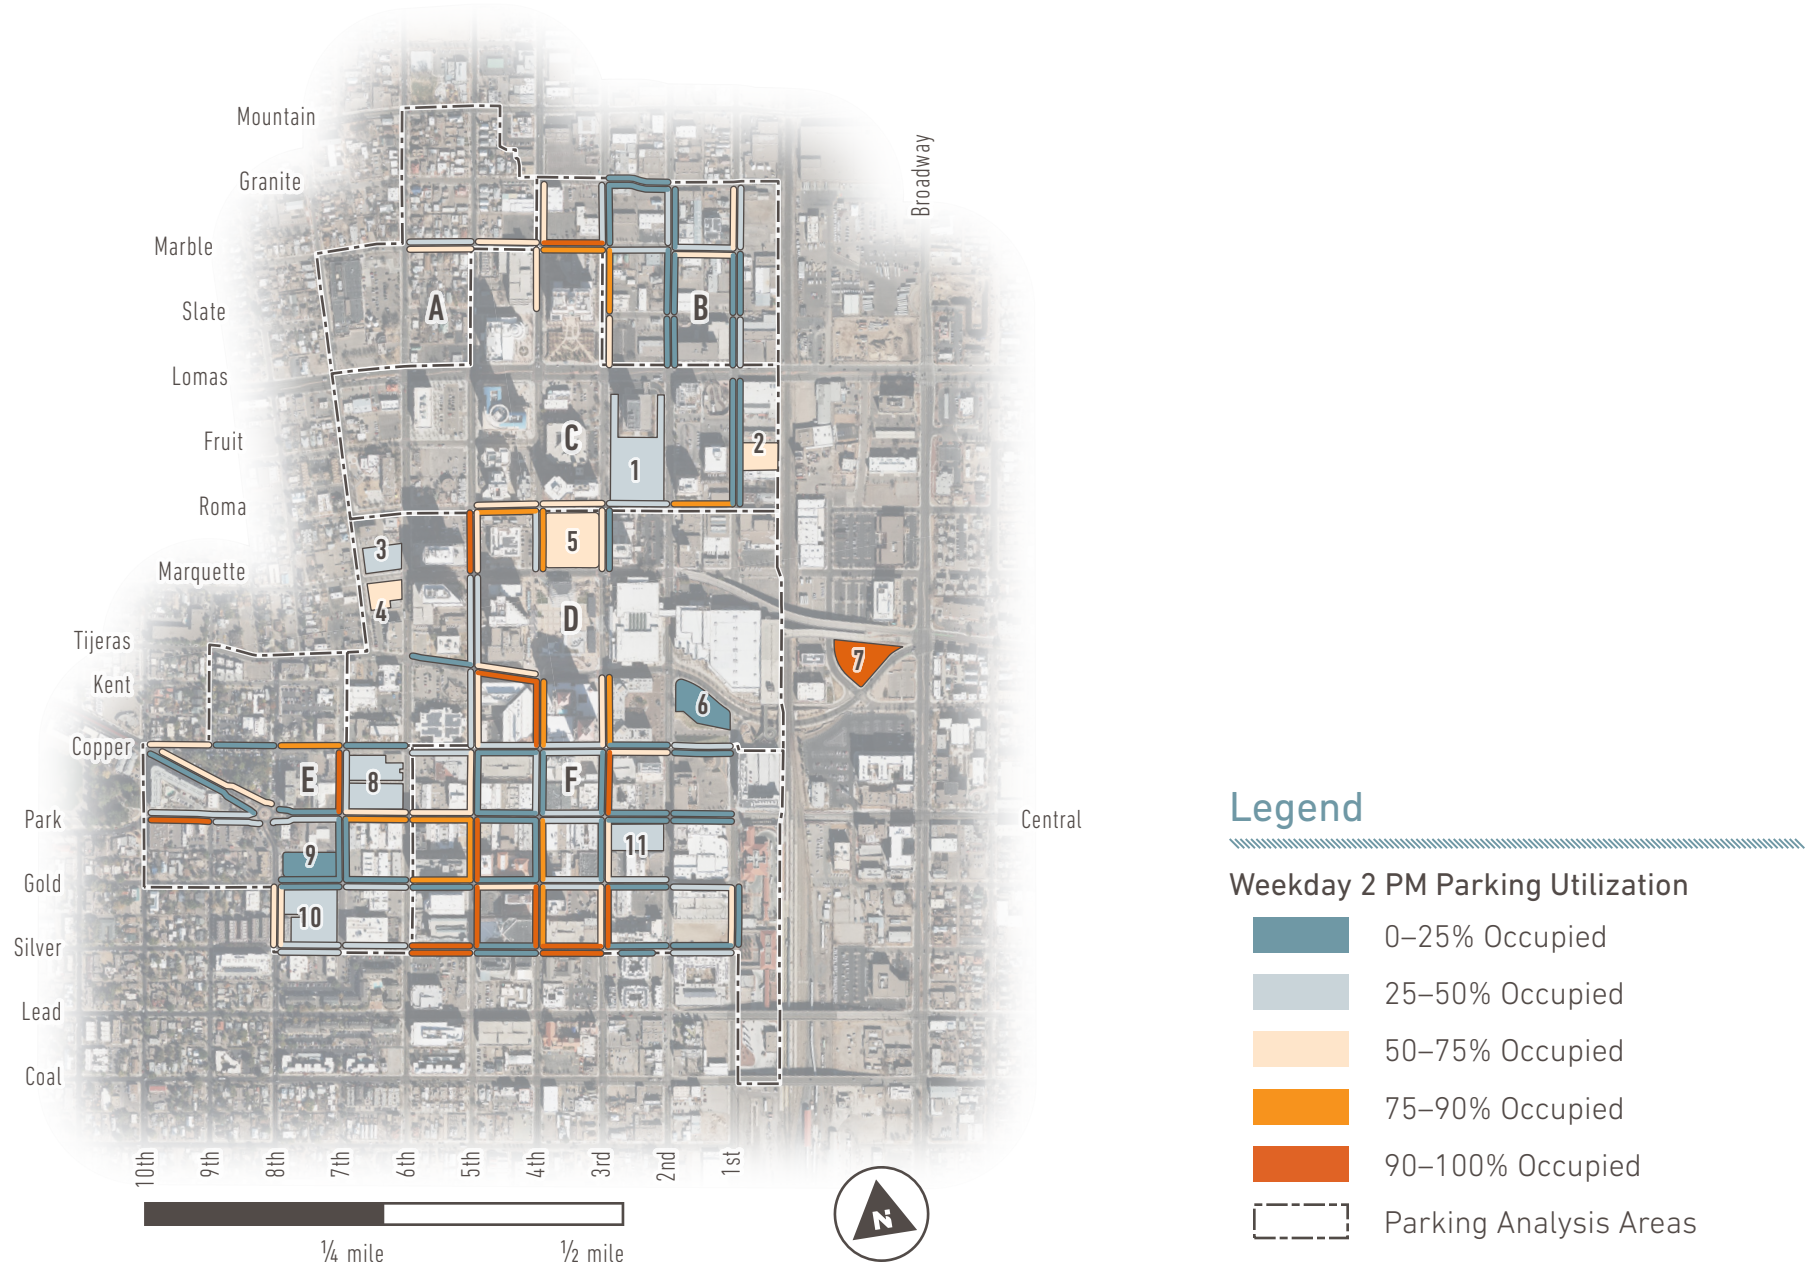 Mountain
Granite
Marble
Slate
Lomas
Fruit
Roma
Marquette
Tijeras
Kent
Copper
Park
Gold
Silver
Lead
Coal
Broadway
Central
A
B
C
D
E
F
1
2
3
4
5
6
7
8
9
10
11
10th
9th
8th
7th
6th
5th
4th
3rd
2nd
1st
¼ mile
½ mile
N
Legend
Weekday 2 PM Parking Utilization
0–25% Occupied
25–50% Occupied
50–75% Occupied
75–90% Occupied
90–100% Occupied
Parking Analysis Areas